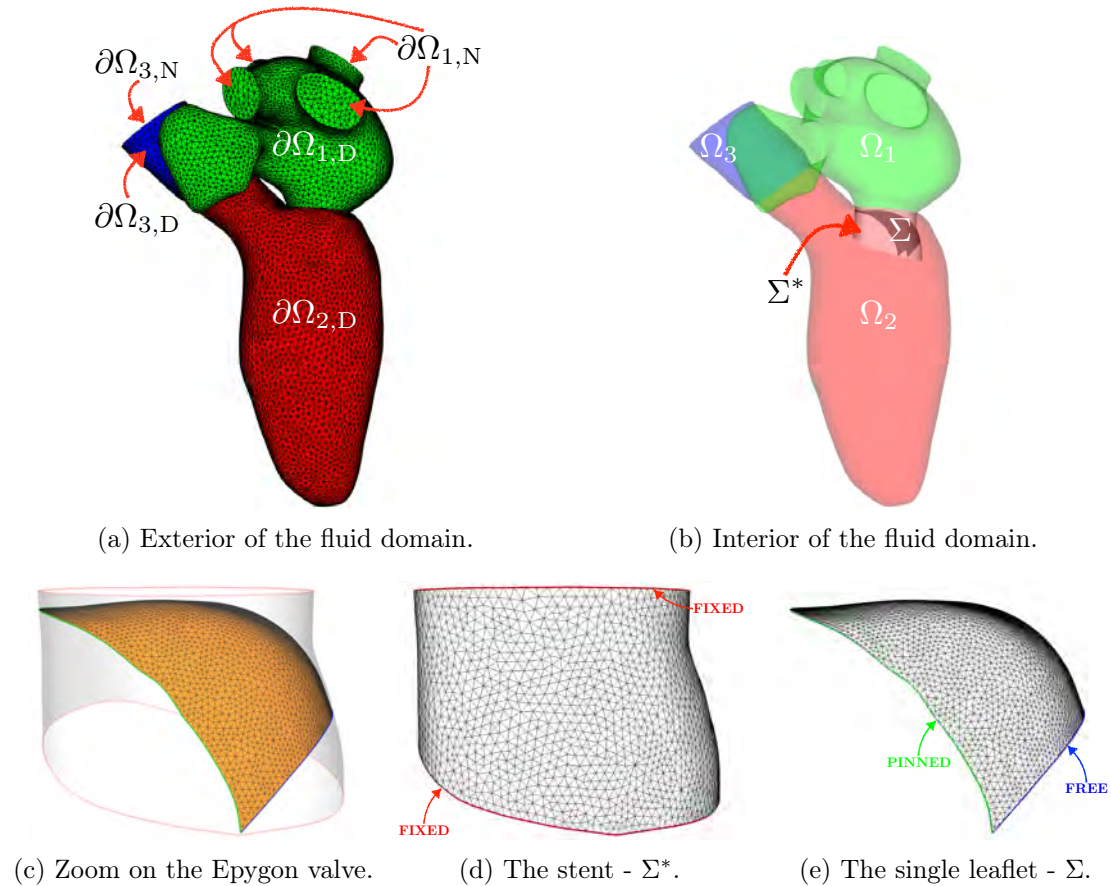 ∂Ω₃,N
∂Ω₁,N
∂Ω₁,D
∂Ω₃,D
∂Ω₂,D
(a) Exterior of the fluid domain.
Ω₃
Ω₁
Σ
Σ*
Ω₂
(b) Interior of the fluid domain.
(c) Zoom on the Epygon valve.
FIXED
FIXED
(d) The stent - Σ*.
PINNED
FREE
(e) The single leaflet - Σ.